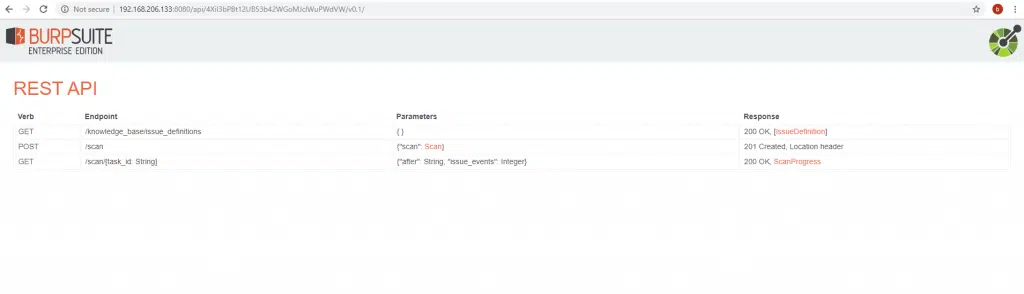 Not secure | 192.168.206.133:8080/api/4XiI3bPBt12UB53b42WGoMJclWuPWdVW/v0.1/
b
BURPSUITE
ENTERPRISE EDITION
REST API
Verb Endpoint Parameters Response
GET /knowledge_base/issue_definitions { } 200 OK, [IssueDefinition]
POST /scan {"scan": Scan} 201 Created, Location header
GET /scan/[task_id: String} {"after": String, "issue_events": Integer} 200 OK, ScanProgress